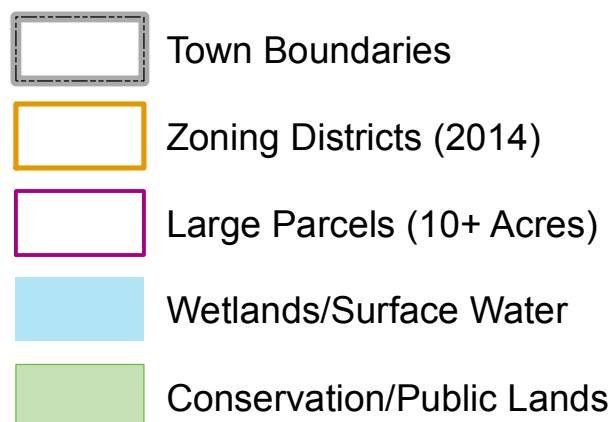 Town Boundaries
Zoning Districts (2014)
Large Parcels (10+ Acres)
Wetlands/Surface Water
Conservation/Public Lands